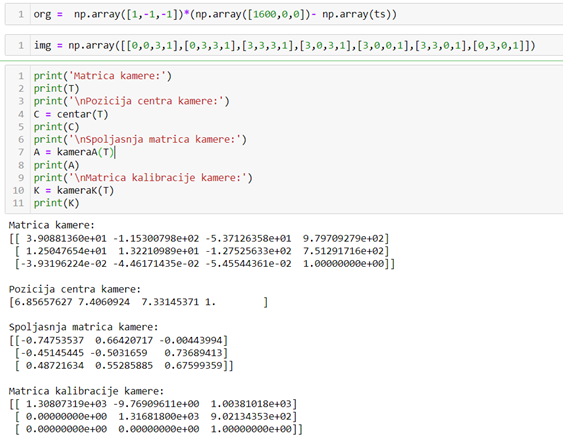 1 org =  np.array([1,-1,-1])*(np.array([1600,0,0])- np.array(ts))
1 img = np.array([[0,0,3,1],[0,3,3,1],[3,3,3,1],[3,0,3,1],[3,0,0,1],[3,3,0,1],[0,3,0,1]])
1 print('Matrica kamere:')
2 print(T)
3 print('\nPozicija centra kamere:')
4 C = centar(T)
5 print(C)
6 print('\nSpoljasnja matrica kamere:')
7 A = kameraA(T)
8 print(A)
9 print('\nMatrica kalibracije kamere:')
10 K = kameraK(T)
11 print(K)
Matrica kamere:
[[ 3.90881360e+01 -1.15300798e+02 -5.37126358e+01  9.79709279e+02]
 [ 1.25047654e+01  1.32210989e+01 -1.27525633e+02  7.51291716e+02]
 [-3.93196224e-02 -4.46171435e-02 -5.45544361e-02  1.00000000e+00]]
Pozicija centra kamere:
[6.85657627 7.4060924  7.33145371 1.        ]
Spoljasnja matrica kamere:
[[-0.74753537  0.66420717 -0.00443994]
 [-0.45145445 -0.5031659   0.73689413]
 [ 0.48721634  0.55285885  0.67599359]]
Matrica kalibracije kamere:
[[ 1.30807319e+03 -9.76909611e+00  1.00381018e+03]
 [ 0.00000000e+00  1.31681800e+03  9.02134353e+02]
 [ 0.00000000e+00  0.00000000e+00  1.00000000e+00]]